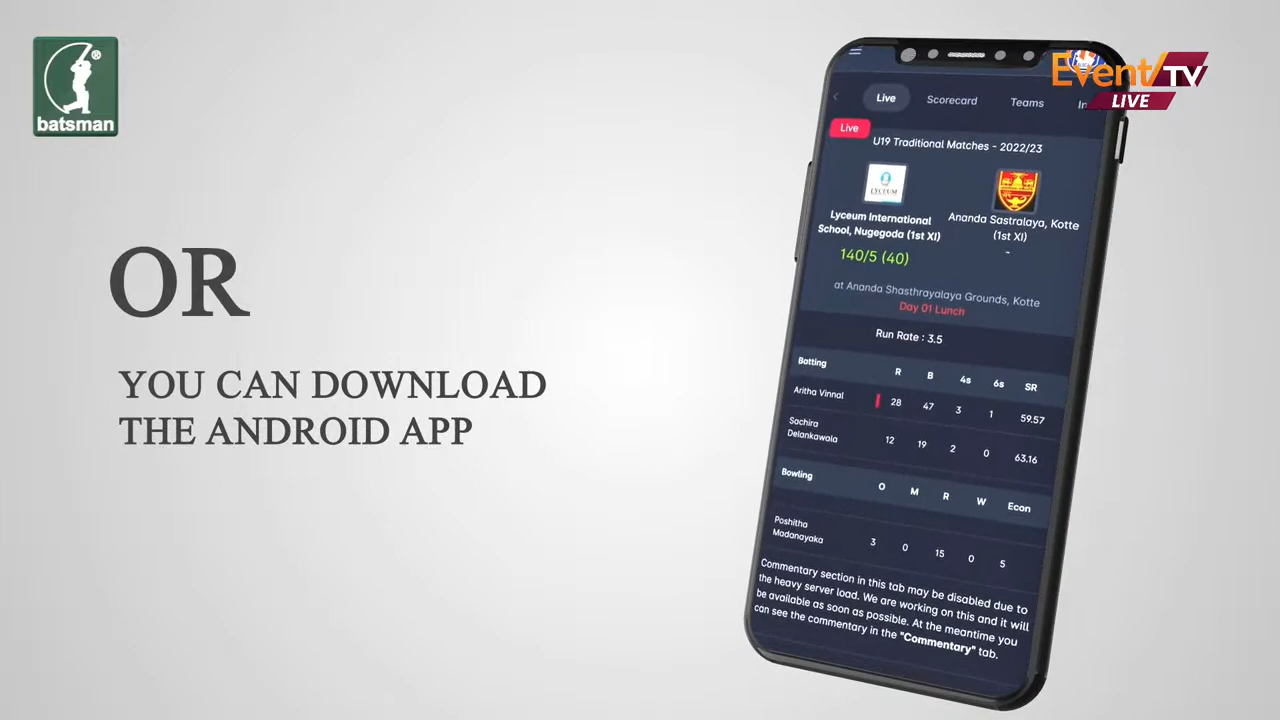 batsman
®
Event TV
LIVE
OR
YOU CAN DOWNLOAD
THE ANDROID APP
Live
Scorecard
Teams
In
Live
U19 Traditional Matches - 2022/23
LYCEUM
Lyceum International
School, Nugegoda (1st XI)
140/5 (40)
Ananda Sastralaya, Kotte
(1st XI)
-
at Ananda Shasthrayalaya Grounds, Kotte
Day 01 Lunch
Run Rate : 3.5
Batting R B 4s 6s SR
Aritha Vinnal 28 47 3 1 59.57
Sachira
Delankawala 12 19 2 0 63.16
Bowling O M R W Econ
Poshitha
Madanayaka 3 0 15 0 5
Commentary section in this tab may be disabled due to
the heavy server load. We are working on this and it will
be available as soon as possible. At the meantime you
can see the commentary in the "Commentary" tab.